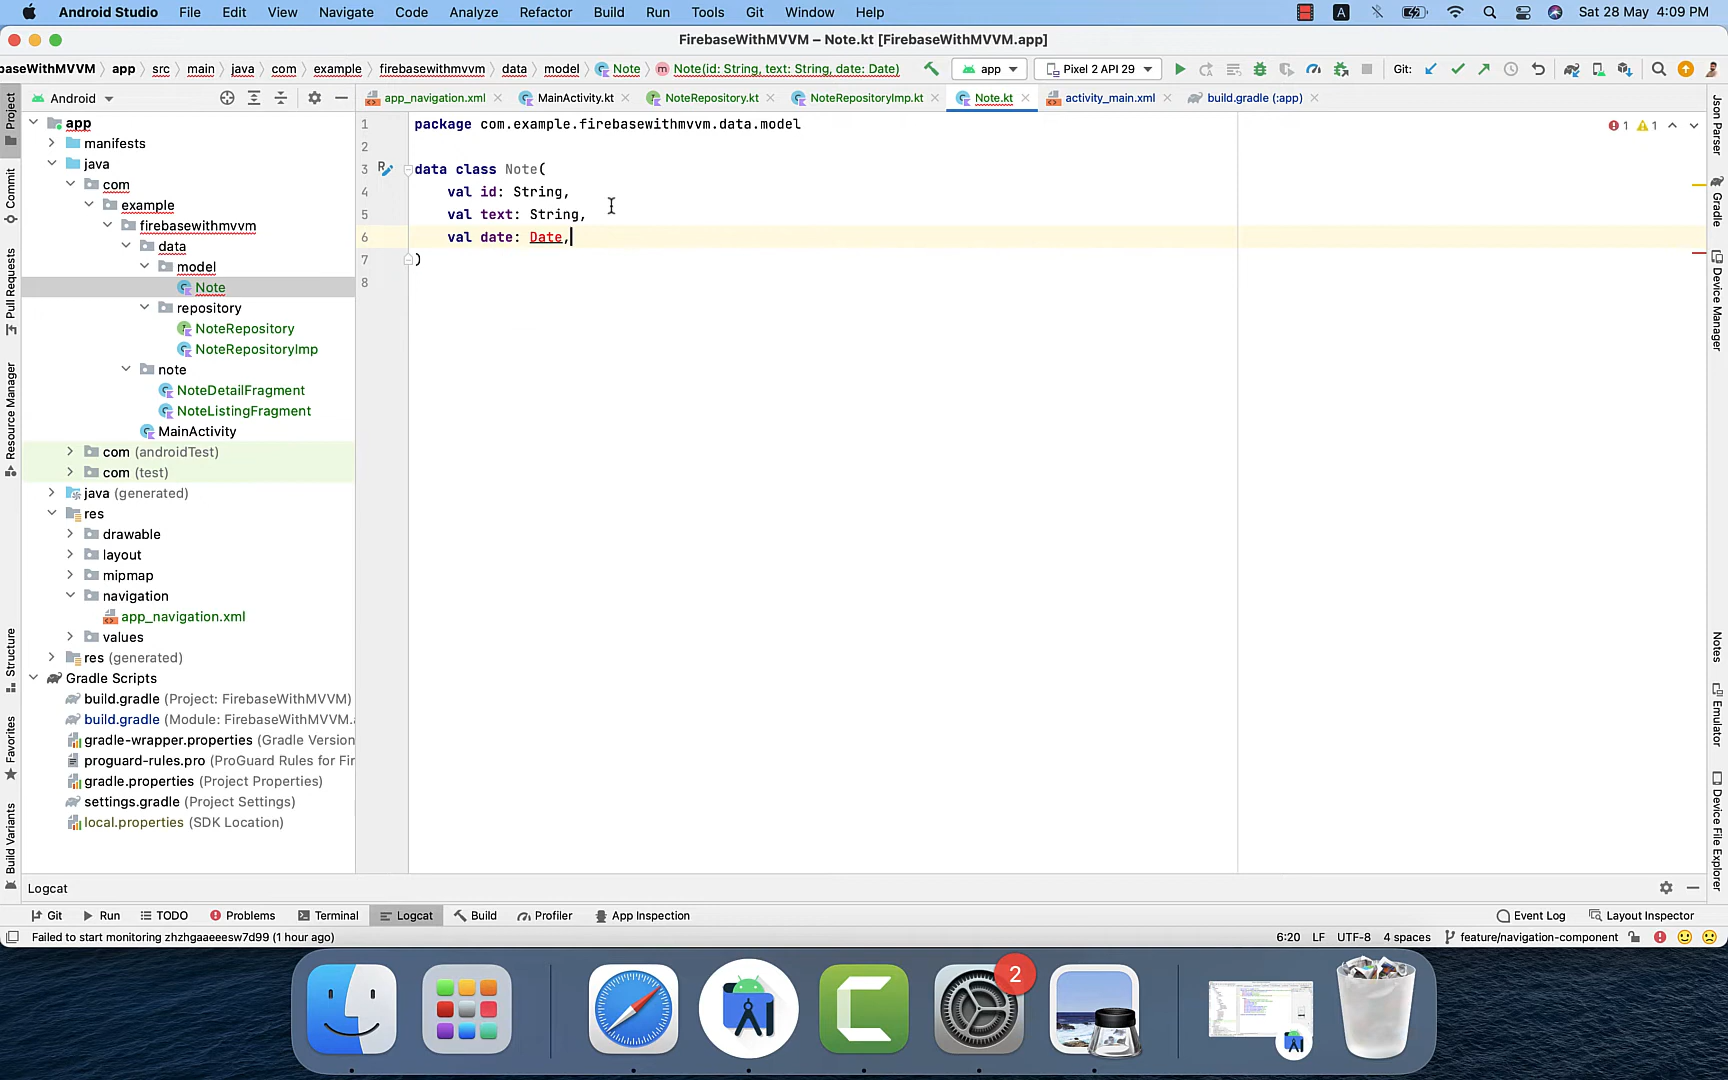 Android Studio File Edit View Navigate Code Analyze Refactor Build Run Tools Git Window Help A Sat 28 May 4:09 PM
FirebaseWithMVVM – Note.kt [FirebaseWithMVVM.app]
baseWithMVVM app src main java com example firebasewithmvvm data model Note Note(id: String, text: String, date: Date) app Pixel 2 API 29 Git:
Android app_navigation.xml MainActivity.kt NoteRepository.kt NoteRepositoryImp.kt Note.kt activity_main.xml build.gradle (:app)
Project
Commit
Pull Requests
Resource Manager
Structure
Favorites
Build Variants
app
manifests
java
com
example
firebasewithmvvm
data
model
Note
repository
NoteRepository
NoteRepositoryImp
note
NoteDetailFragment
NoteListingFragment
MainActivity
com (androidTest)
com (test)
java (generated)
res
drawable
layout
mipmap
navigation
app_navigation.xml
values
res (generated)
Gradle Scripts
build.gradle (Project: FirebaseWithMVVM)
build.gradle (Module: FirebaseWithMVVM.
gradle-wrapper.properties (Gradle Version
proguard-rules.pro (ProGuard Rules for Fir
gradle.properties (Project Properties)
settings.gradle (Project Settings)
local.properties (SDK Location)
1 package com.example.firebasewithmvvm.data.model
2
3 data class Note(
4 val id: String,
5 val text: String,
6 val date: Date,
7 )
8
1 1
Json Parser
Gradle
Device Manager
Notes
Emulator
Device File Explorer
Logcat
Git Run TODO Problems Terminal Logcat Build Profiler App Inspection Event Log Layout Inspector
Failed to start monitoring zhzhgaaeeesw7d99 (1 hour ago) 6:20 LF UTF-8 4 spaces feature/navigation-component
2